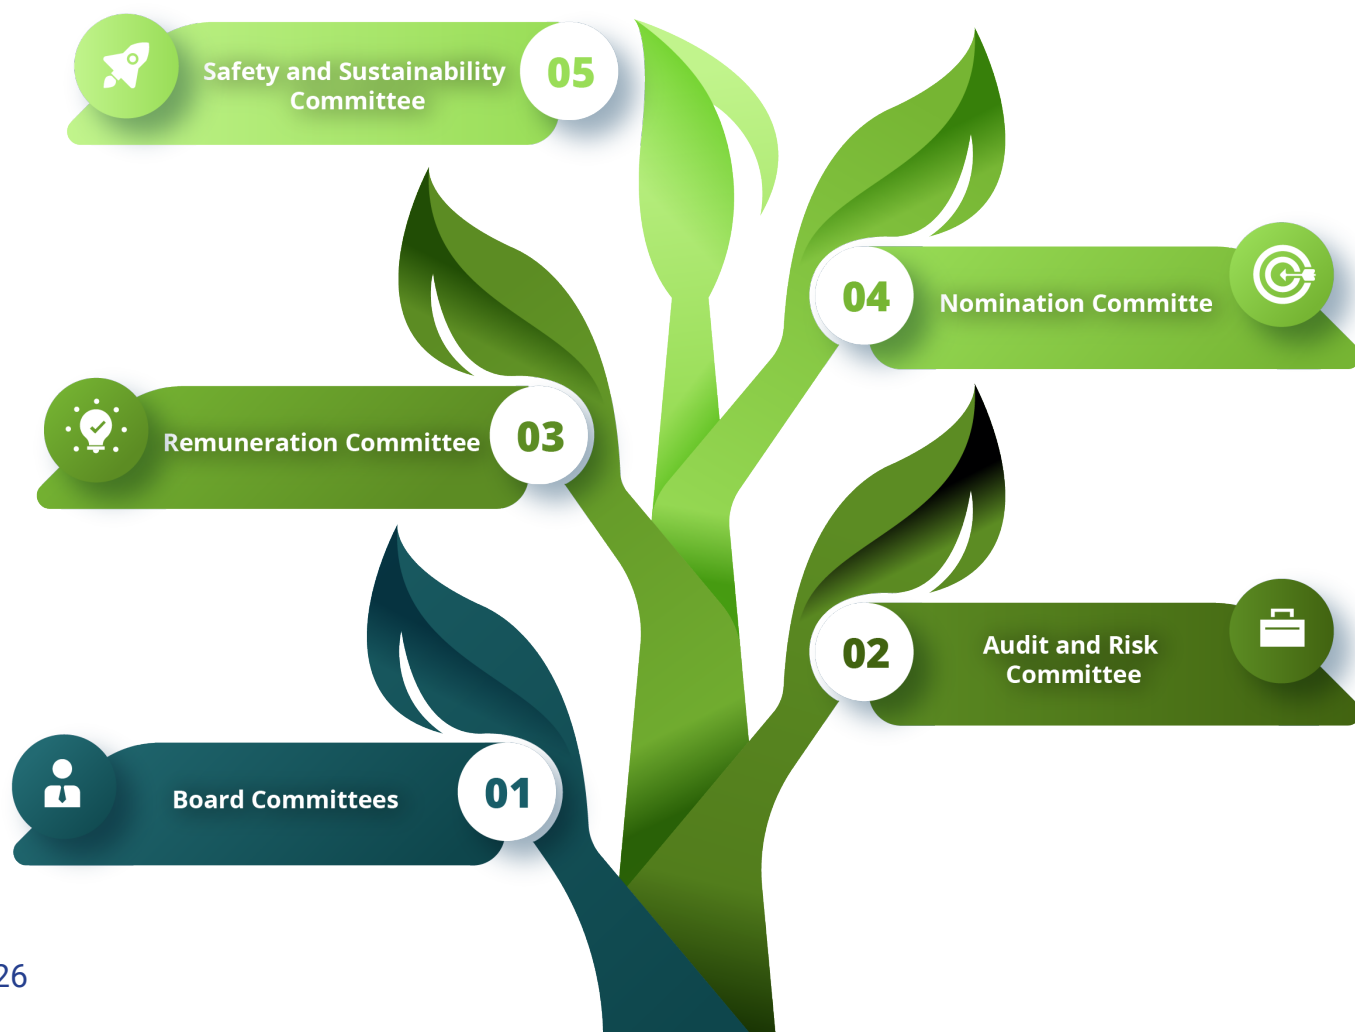 Safety and Sustainability
Committee
05
04
Nomination Committe
Remuneration Committee
03
02
Audit and Risk
Committee
Board Committees
01
26